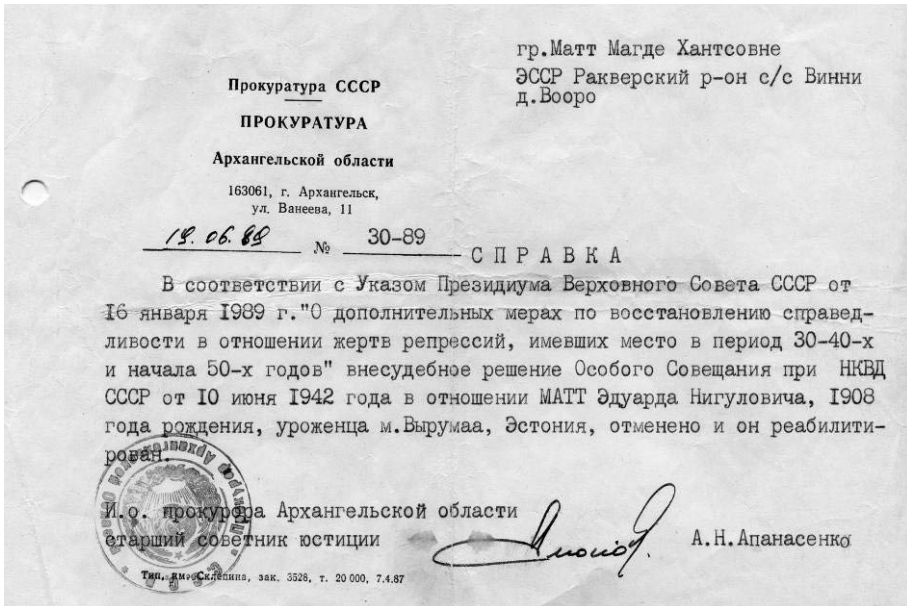 гр.Матт Магде Хантсовне
ЭССР Раквeрский р-он с/с Винни
д.Вооро
Прокуратура СССР
ПРОКУРАТУРА
Архангельской области
163061, г. Архангельск,
ул. Ванеева, 11
19.06.89 № 30-89
СПРАВКА
В соответствии с Указом Президиума Верховного Совета СССР от
16 января 1989 г."О дополнительных мерах по восстановлению справед-
ливости в отношении жертв репрессий, имевших место в период 30-40-х
и начала 50-х годов" внесудебное решение Особого Совещания при НКВД
СССР от 10 июня 1942 года в отношении МАТТ Эдуарда Нигуловича, 1908
года рождения, уроженца м.Вырумаа, Эстония, отменено и он реабилити-
рован.
И.о. прокурора Архангельской области
старший советник юстиции А.Н.Апанасенко
Тип. им. Склепина, зак. 3528, т. 20 000, 7.4.87